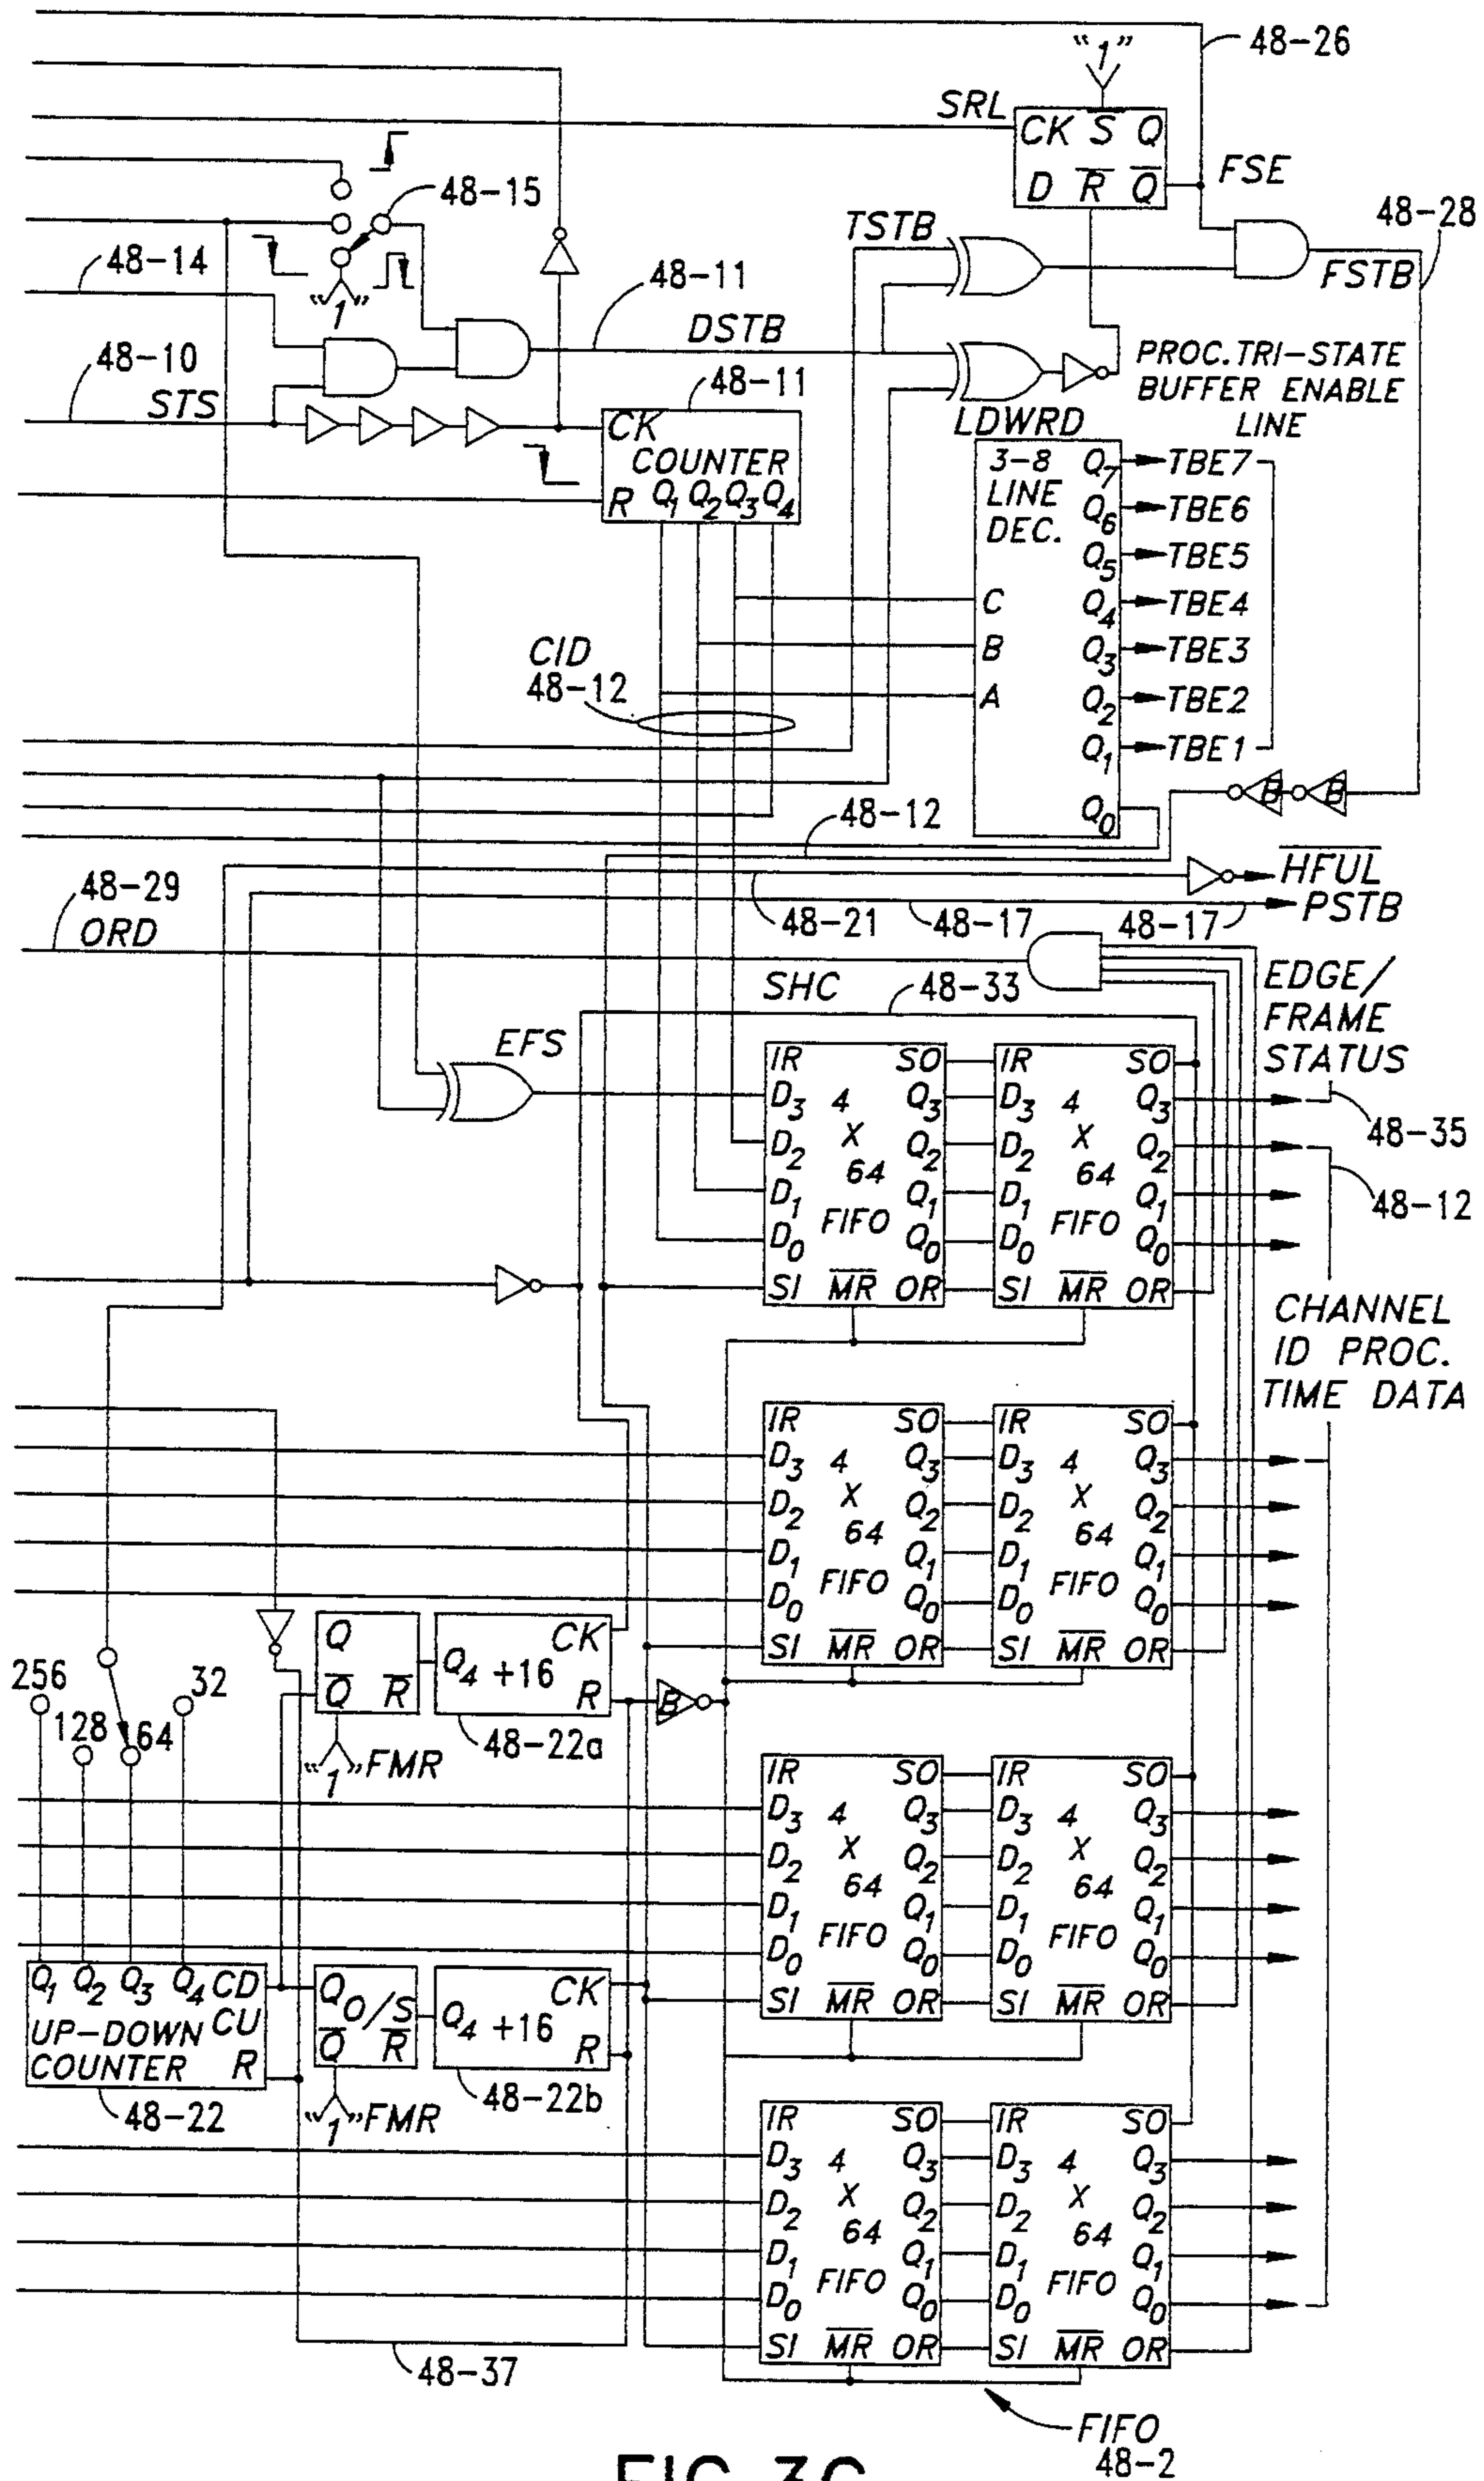 48-26
"1"
SRL
CK S̅ Q
D R̅ Q̅
FSE
48-15
TSTB
48-28
48-14
"1"
48-11
FSTB
DSTB
48-10
STS
48-11
PROC. TRI-STATE
BUFFER ENABLE
LINE
CK
COUNTER
R Q1 Q2 Q3 Q4
LDWRD
3-8
LINE
DEC.
Q7 TBE7
Q6 TBE6
Q5 TBE5
C Q4 TBE4
B Q3 TBE3
A Q2 TBE2
Q1 TBE1
Q0
CID
48-12
B B
48-12
H̅F̅U̅L̅
PSTB
48-29
ORD
48-21
48-17
48-17
SHC
48-33
EDGE/
FRAME
STATUS
EFS
IR SO IR SO
D3 4 Q3 D3 4 Q3
D2 X Q2 D2 X Q2
64 64
D1 Q1 D1 Q1
D0 FIFO Q0 D0 FIFO Q0
SI M̅R̅ OR SI M̅R̅ OR
48-35
48-12
CHANNEL
ID PROC.
TIME DATA
IR SO IR SO
D3 4 Q3 D3 4 Q3
D2 X Q2 D2 X Q2
64 64
D1 Q1 D1 Q1
D0 FIFO Q0 D0 FIFO Q0
SI M̅R̅ OR SI M̅R̅ OR
Q
Q̅ R̅
Q4 +16 CK
R
B
256
128
64
32
48-22a
"1" FMR
IR SO IR SO
D3 4 Q3 D3 4 Q3
D2 X Q2 D2 X Q2
64 64
D1 Q1 D1 Q1
D0 FIFO Q0 D0 FIFO Q0
SI M̅R̅ OR SI M̅R̅ OR
Q1 Q2 Q3 Q4 CD
UP-DOWN CU
COUNTER R
Q0/S
Q̅ R̅
Q4 +16 CK
R
48-22
"1" FMR
48-22b
IR SO IR SO
D3 4 Q3 D3 4 Q3
D2 X Q2 D2 X Q2
64 64
D1 Q1 D1 Q1
D0 FIFO Q0 D0 FIFO Q0
SI M̅R̅ OR SI M̅R̅ OR
48-37
FIFO
48-2
FIG. 3C